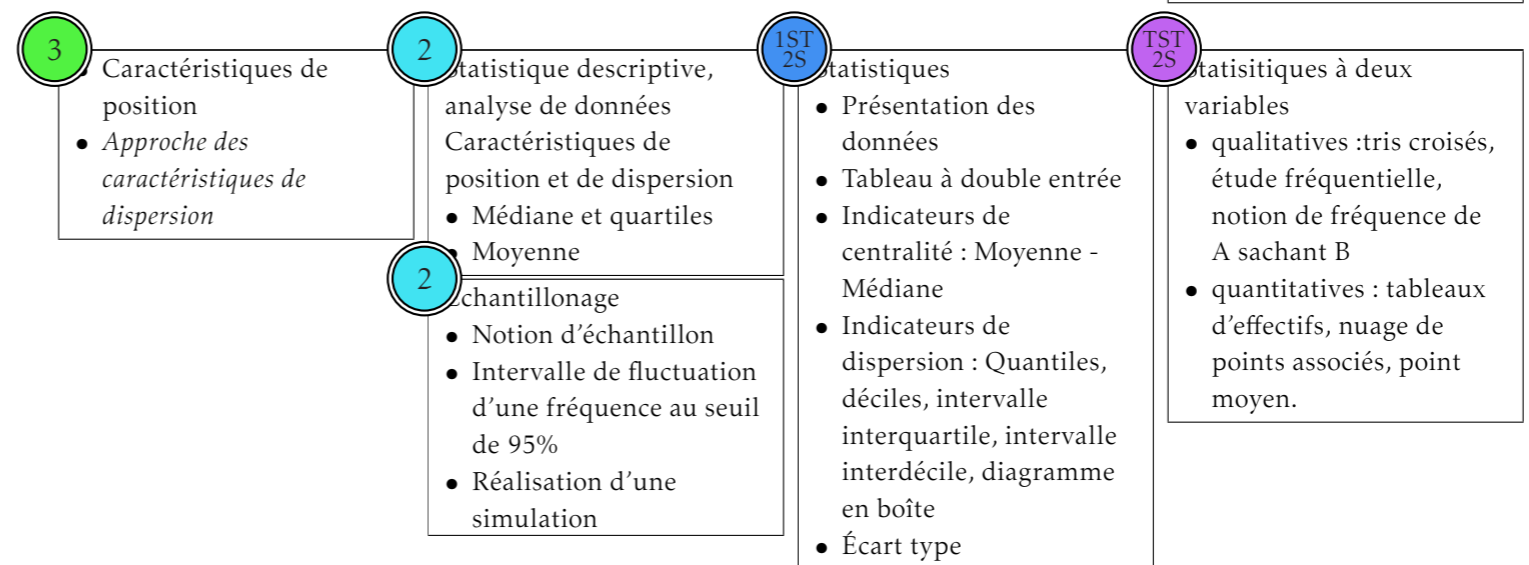 3
• Caractéristiques de
position
• Approche des
caractéristiques de
dispersion
2
Statistique descriptive,
analyse de données
Caractéristiques de
position et de dispersion
• Médiane et quartiles
• Moyenne
2
Échantillonage
• Notion d'échantillon
• Intervalle de fluctuation
d'une fréquence au seuil
de 95%
• Réalisation d'une
simulation
1ST
2S
Statistiques
• Présentation des
données
• Tableau à double entrée
• Indicateurs de
centralité : Moyenne -
Médiane
• Indicateurs de
dispersion : Quantiles,
déciles, intervalle
interquartile, intervalle
interdécile, diagramme
en boîte
• Écart type
TST
2S
Statisitiques à deux
variables
• qualitatives :tris croisés,
étude fréquentielle,
notion de fréquence de
A sachant B
• quantitatives : tableaux
d'effectifs, nuage de
points associés, point
moyen.